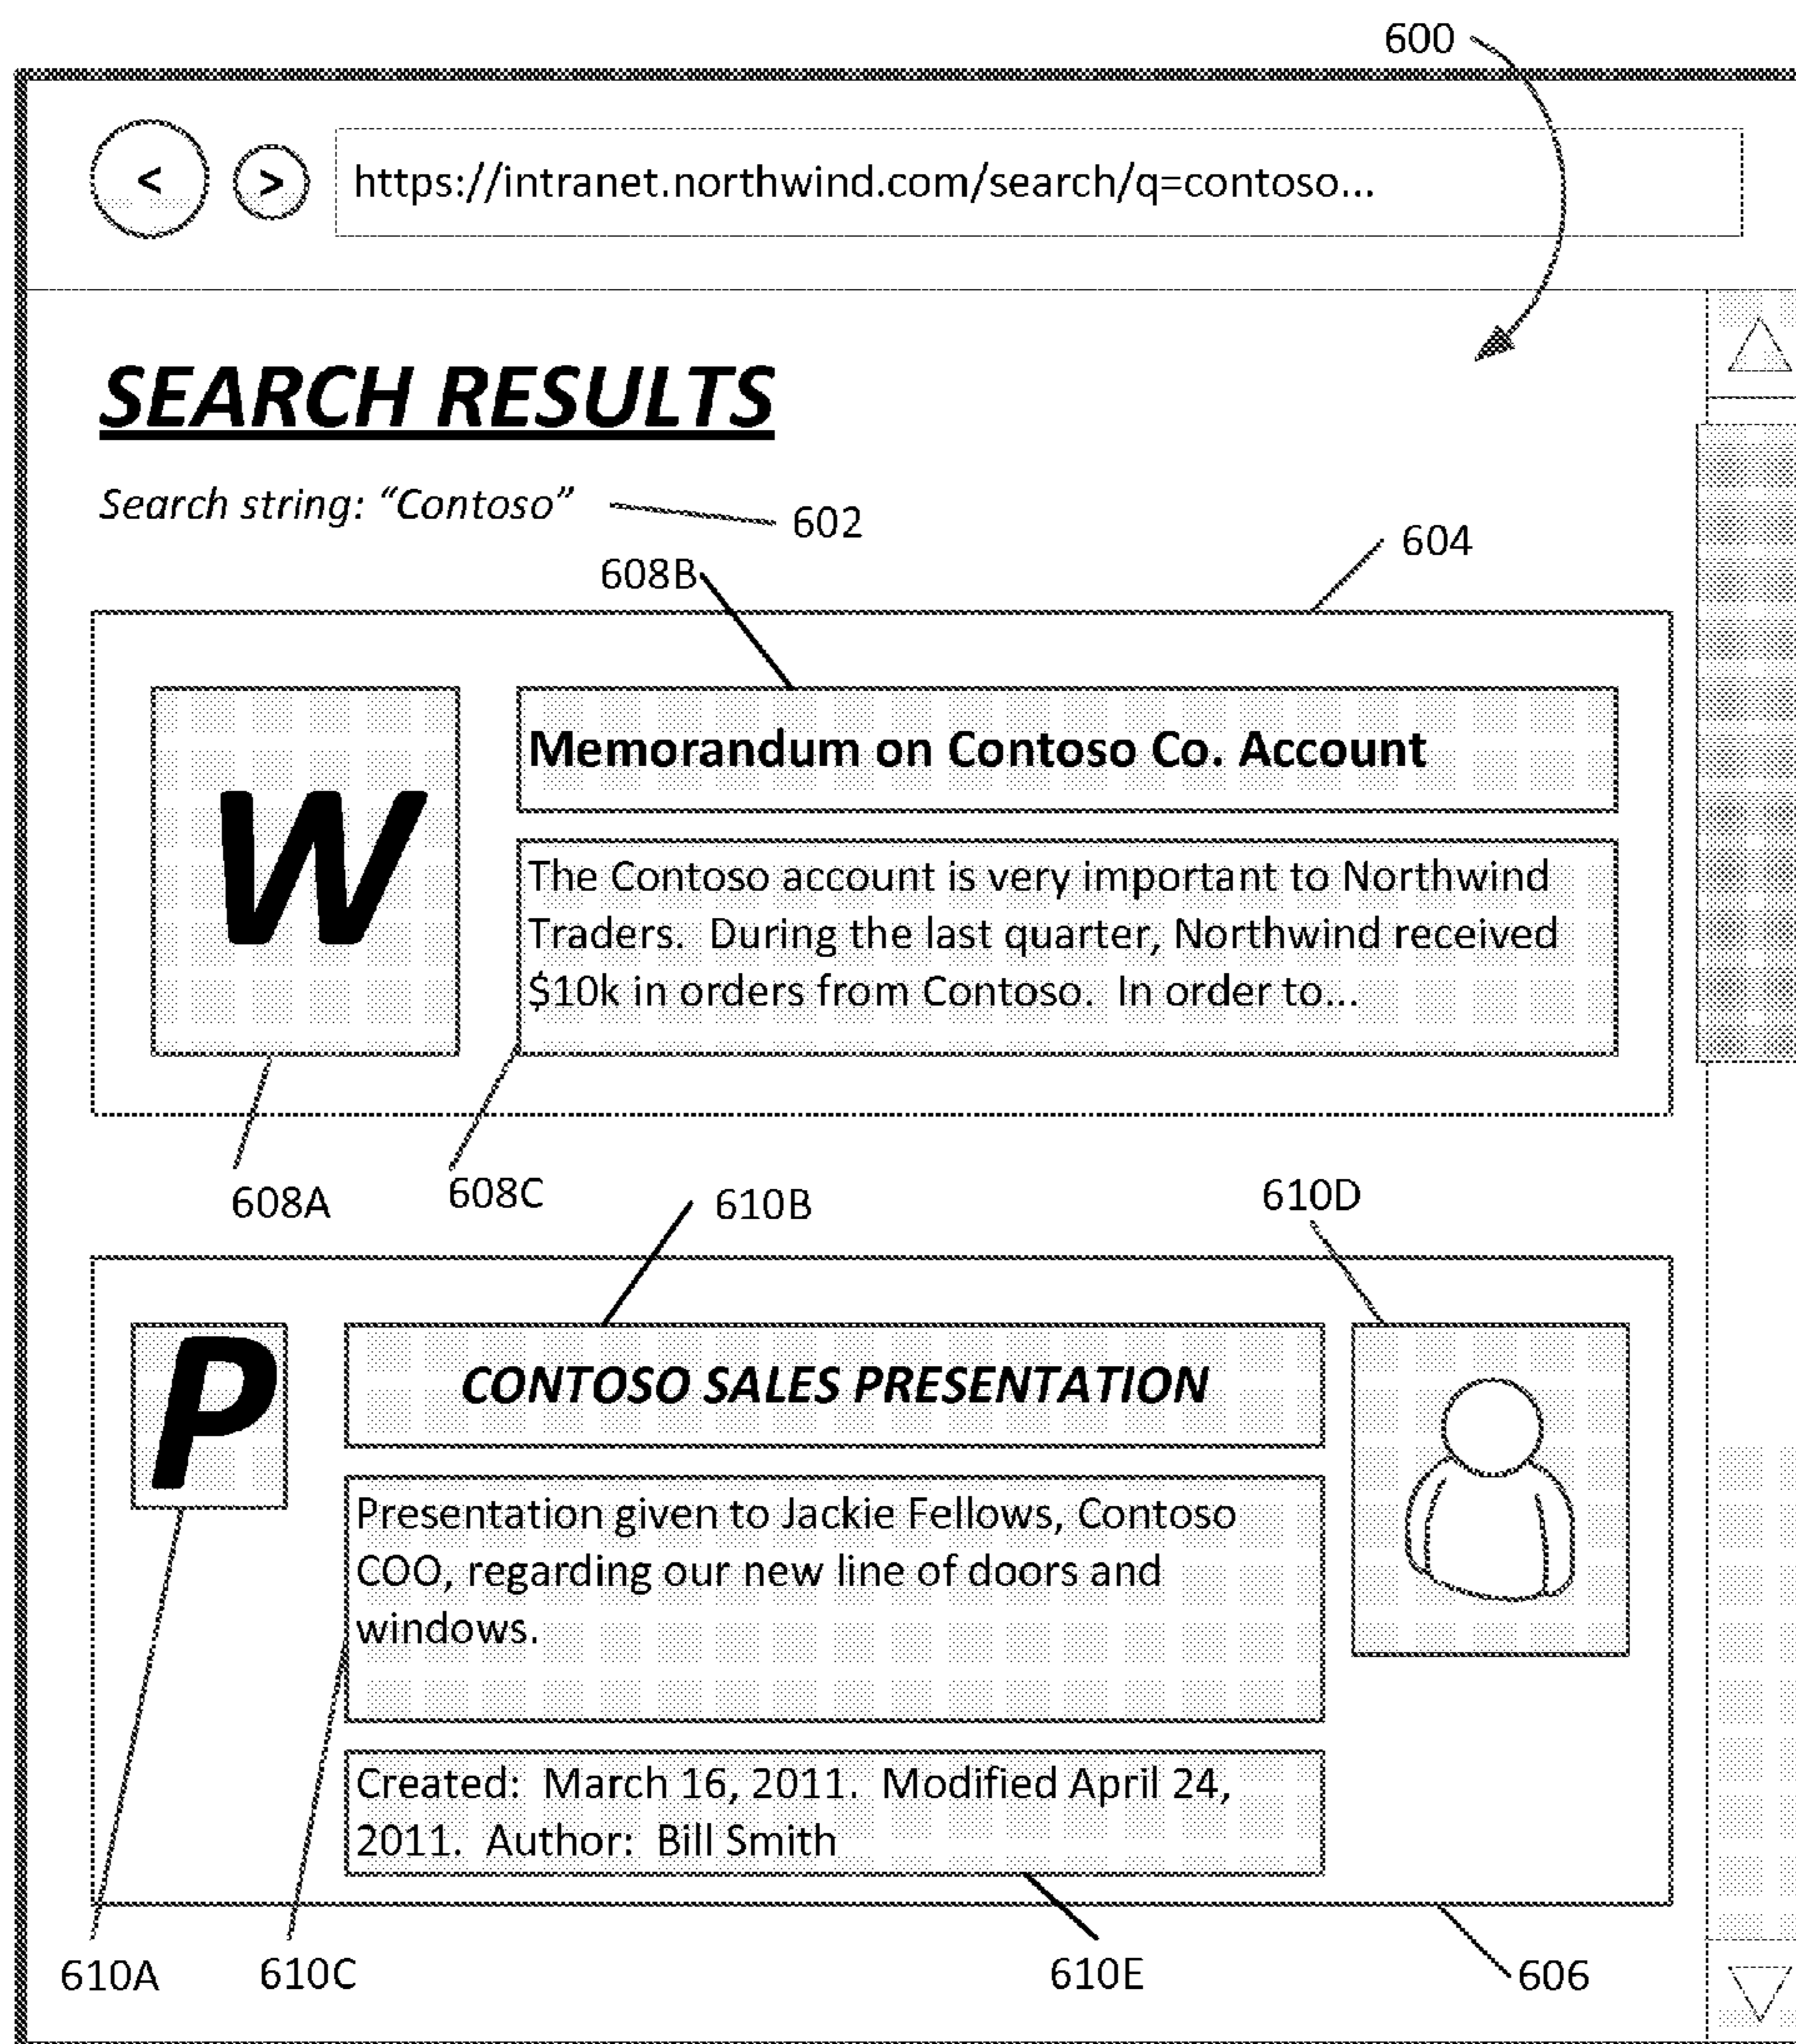 600
< > https://intranet.northwind.com/search/q=contoso...
SEARCH RESULTS
Search string: “Contoso”
602
604
608B
W
Memorandum on Contoso Co. Account
The Contoso account is very important to Northwind
Traders.  During the last quarter, Northwind received
$10k in orders from Contoso.  In order to...
608A
608C
610B
610D
P
CONTOSO SALES PRESENTATION
Presentation given to Jackie Fellows, Contoso
COO, regarding our new line of doors and
windows.
Created:  March 16, 2011.  Modified April 24,
2011.  Author:  Bill Smith
610A
610C
610E
606